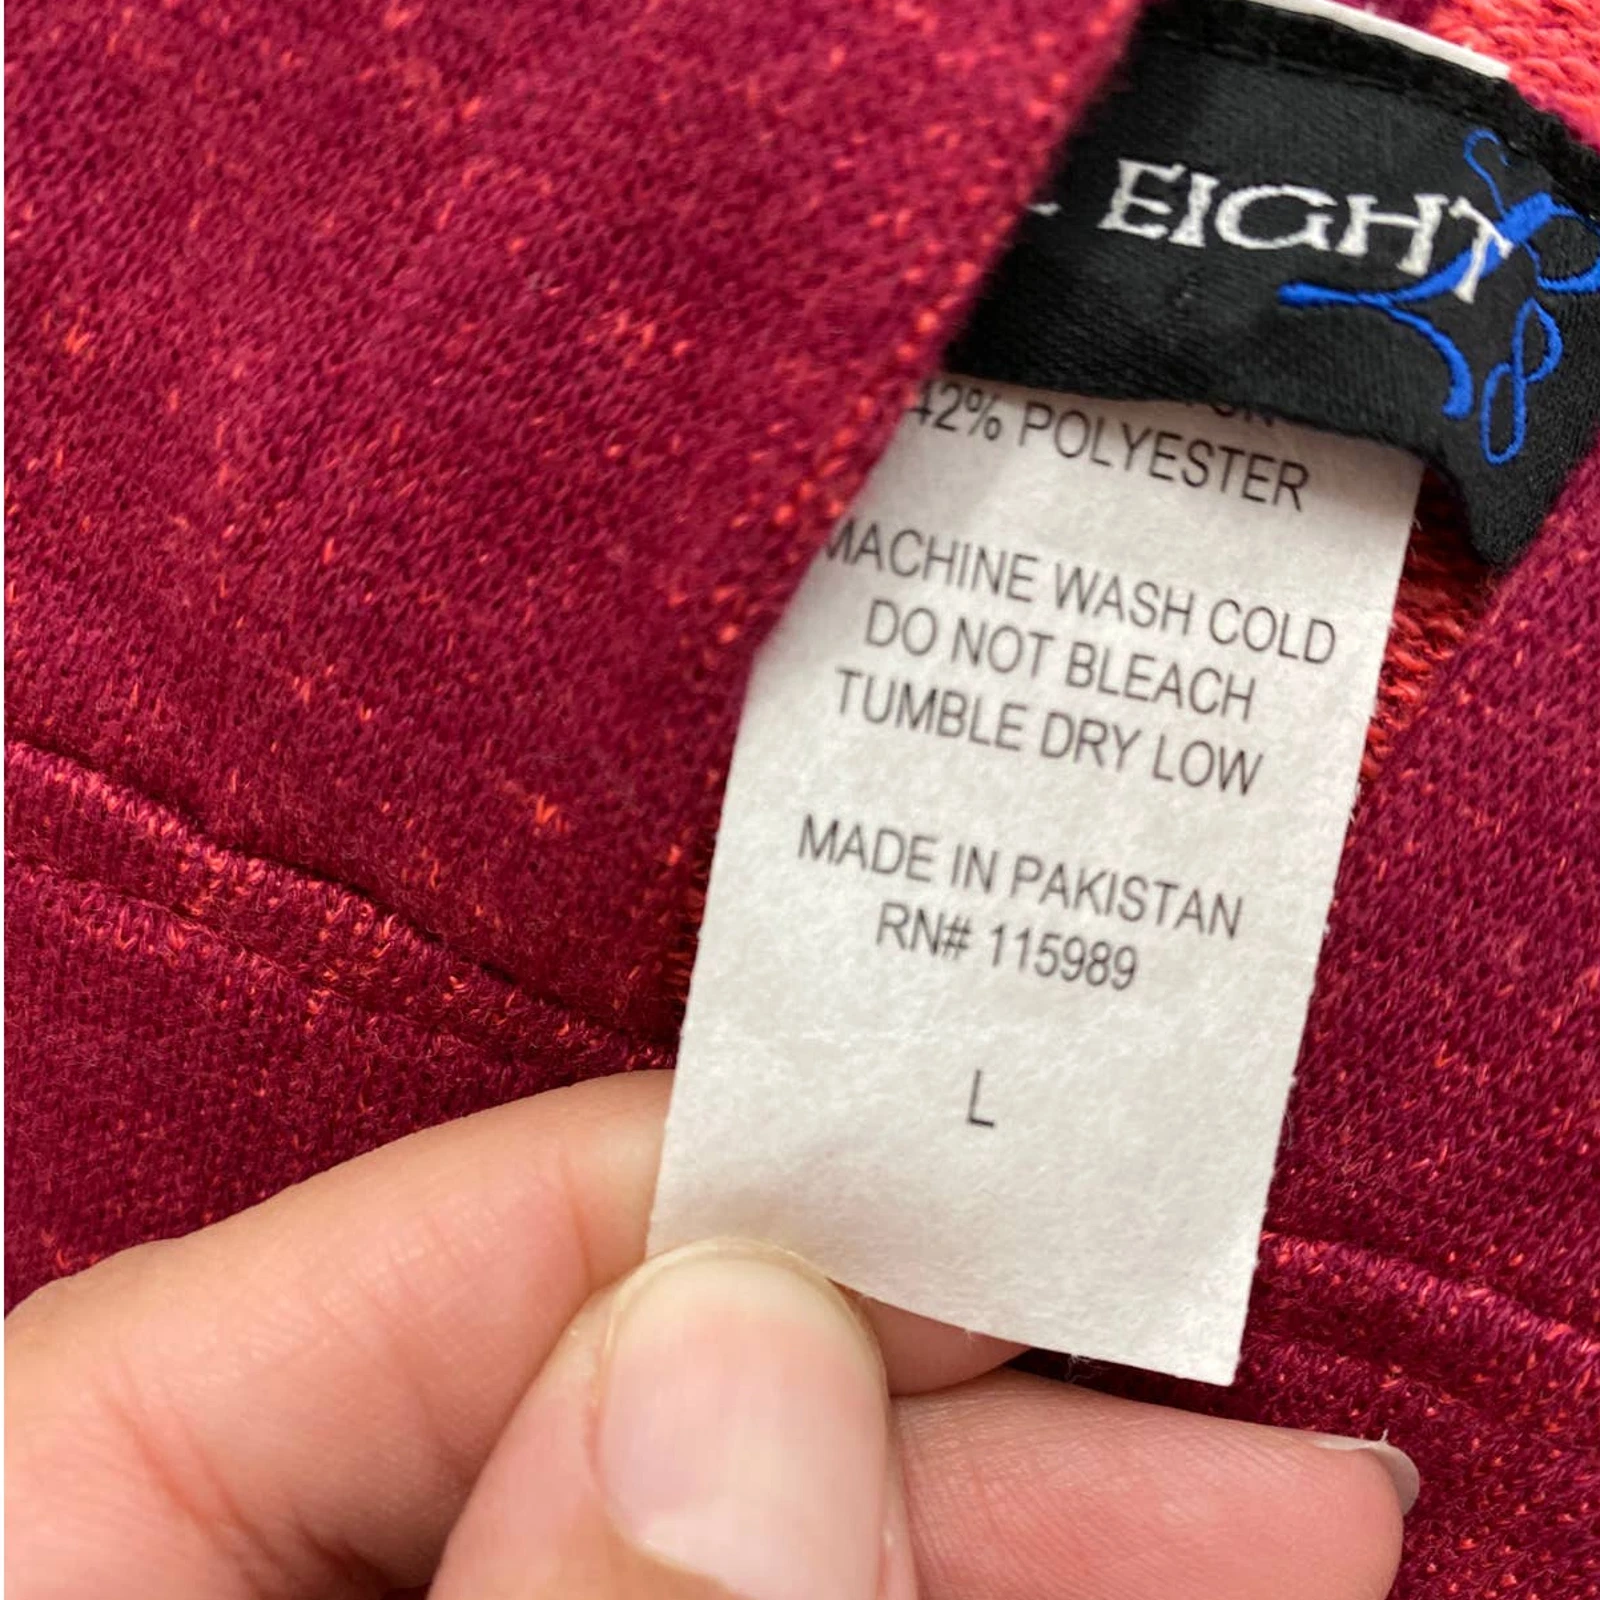 EIGHT
42% POLYESTER
MACHINE WASH COLD
DO NOT BLEACH
TUMBLE DRY LOW
MADE IN PAKISTAN
RN# 115989
L